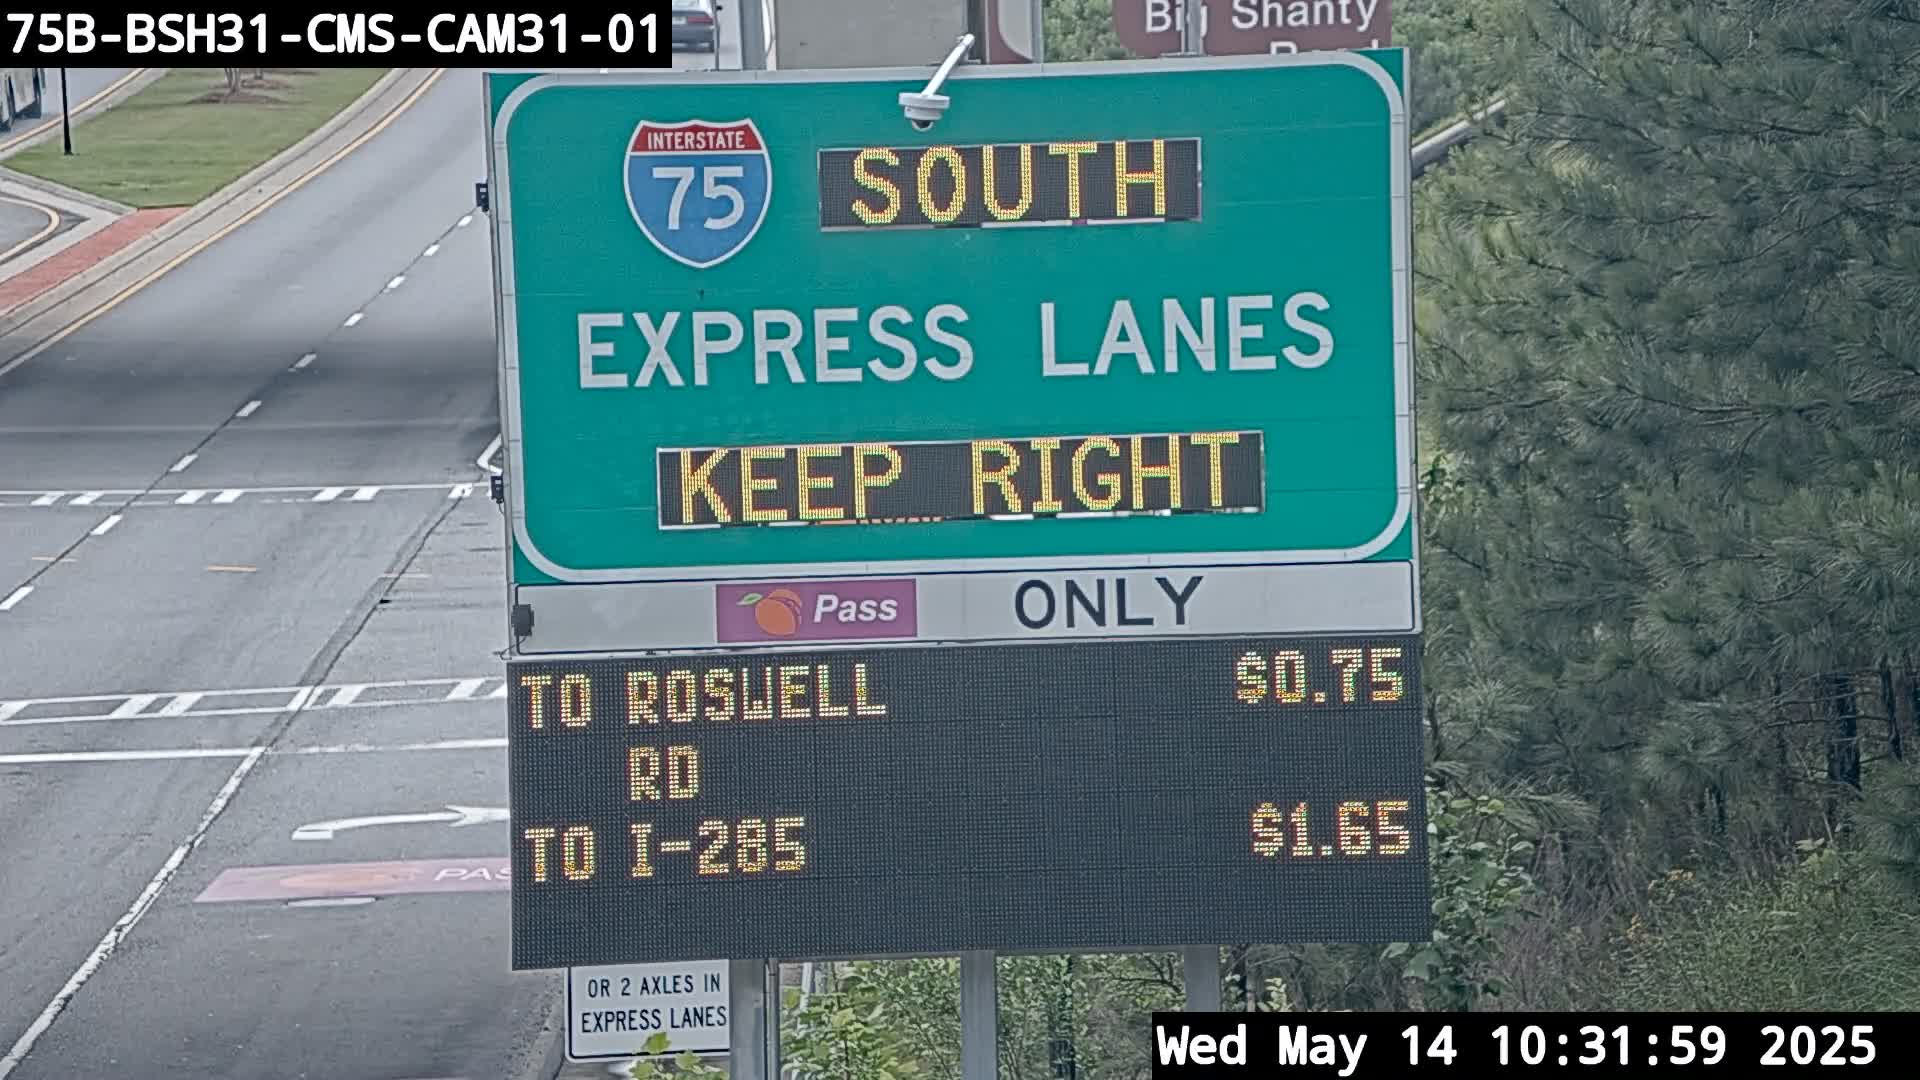 75B-BSH31-CMS-CAM31-01
Big Shanty
Road
INTERSTATE
75
SOUTH
EXPRESS LANES
KEEP RIGHT
Pass ONLY
TO ROSWELL $0.75
RD
TO I-285 $1.65
PAS
OR 2 AXLES IN
EXPRESS LANES
Wed May 14 10:31:59 2025